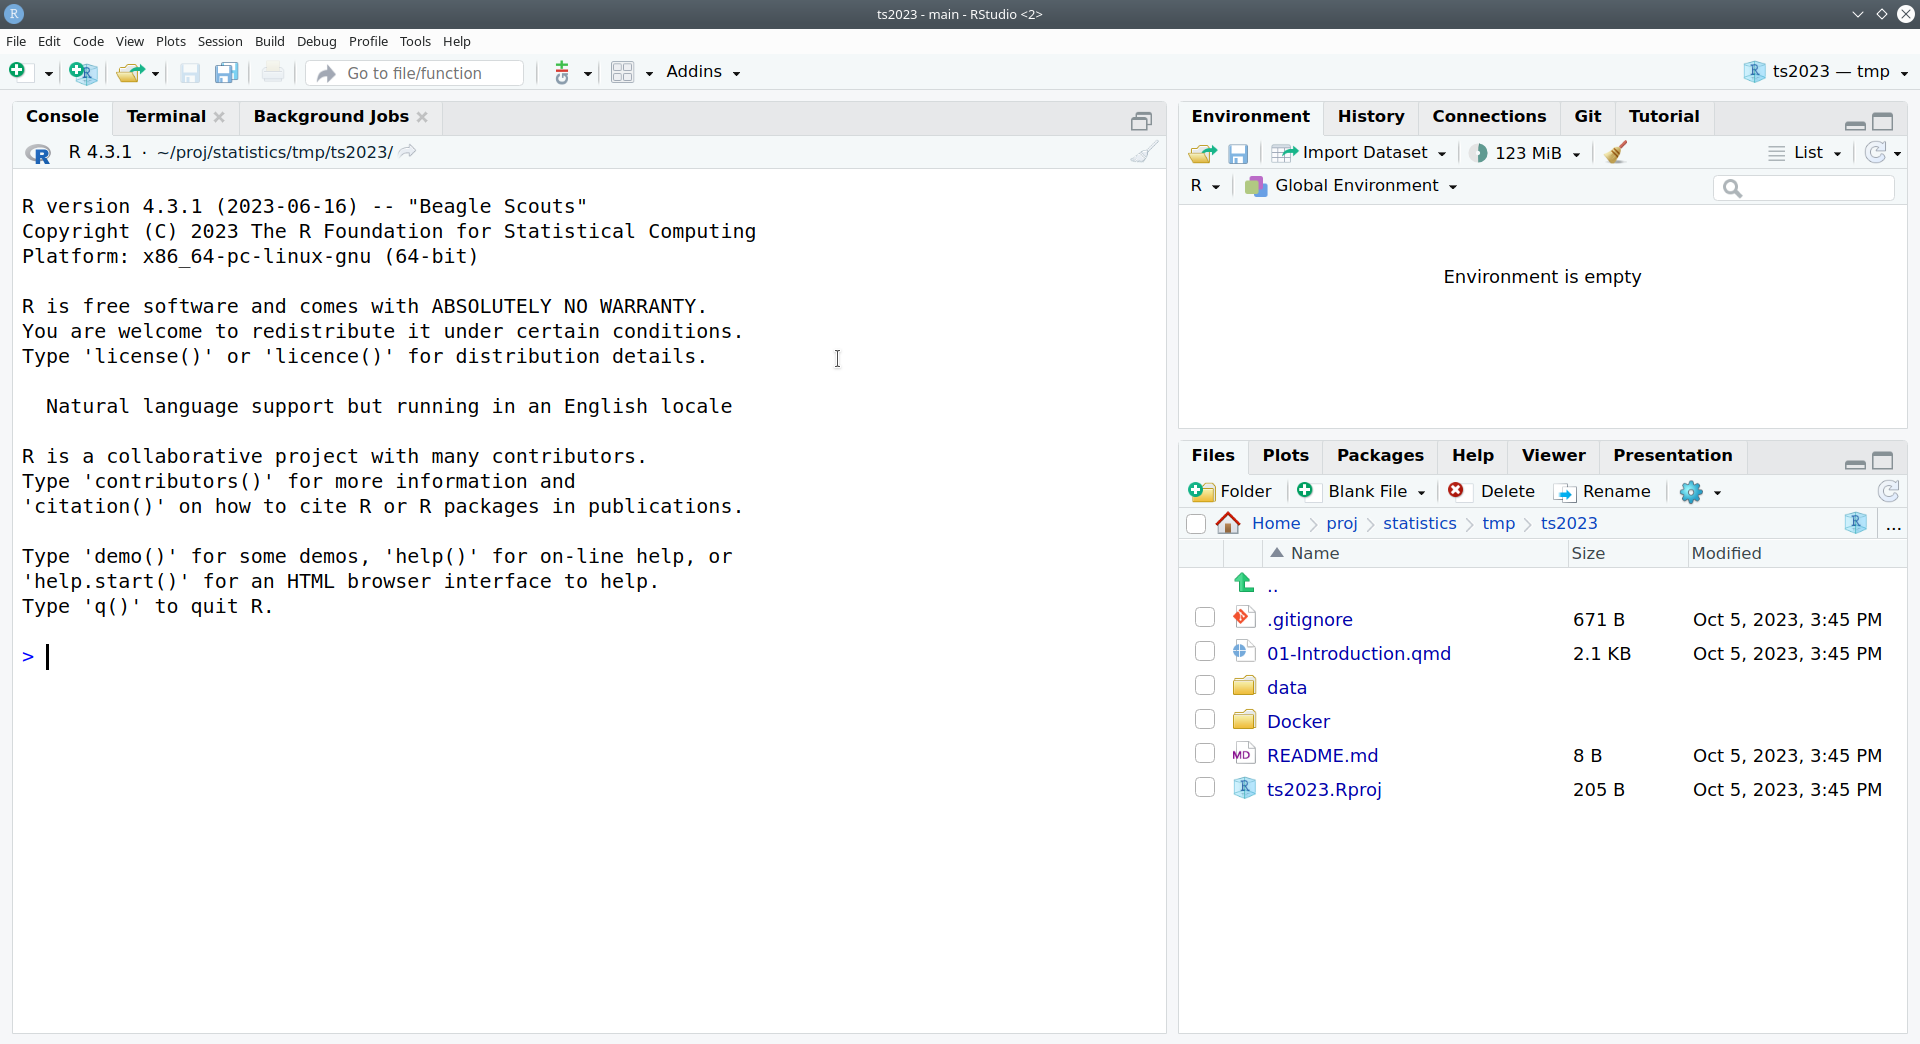 ts2023 - main - RStudio <2>
File Edit Code View Plots Session Build Debug Profile Tools Help
Go to file/function Addins ts2023 — tmp
Console Terminal Background Jobs
R 4.3.1 · ~/proj/statistics/tmp/ts2023/
R version 4.3.1 (2023-06-16) -- "Beagle Scouts"
Copyright (C) 2023 The R Foundation for Statistical Computing
Platform: x86_64-pc-linux-gnu (64-bit)
R is free software and comes with ABSOLUTELY NO WARRANTY.
You are welcome to redistribute it under certain conditions.
Type 'license()' or 'licence()' for distribution details.
Natural language support but running in an English locale
R is a collaborative project with many contributors.
Type 'contributors()' for more information and
'citation()' on how to cite R or R packages in publications.
Type 'demo()' for some demos, 'help()' for on-line help, or
'help.start()' for an HTML browser interface to help.
Type 'q()' to quit R.
>
Environment History Connections Git Tutorial
Import Dataset 123 MiB List
R Global Environment
Environment is empty
Files Plots Packages Help Viewer Presentation
Folder Blank File Delete Rename
Home proj statistics tmp ts2023 ...
Name Size Modified
..
.gitignore 671 B Oct 5, 2023, 3:45 PM
01-Introduction.qmd 2.1 KB Oct 5, 2023, 3:45 PM
data
Docker
README.md 8 B Oct 5, 2023, 3:45 PM
ts2023.Rproj 205 B Oct 5, 2023, 3:45 PM